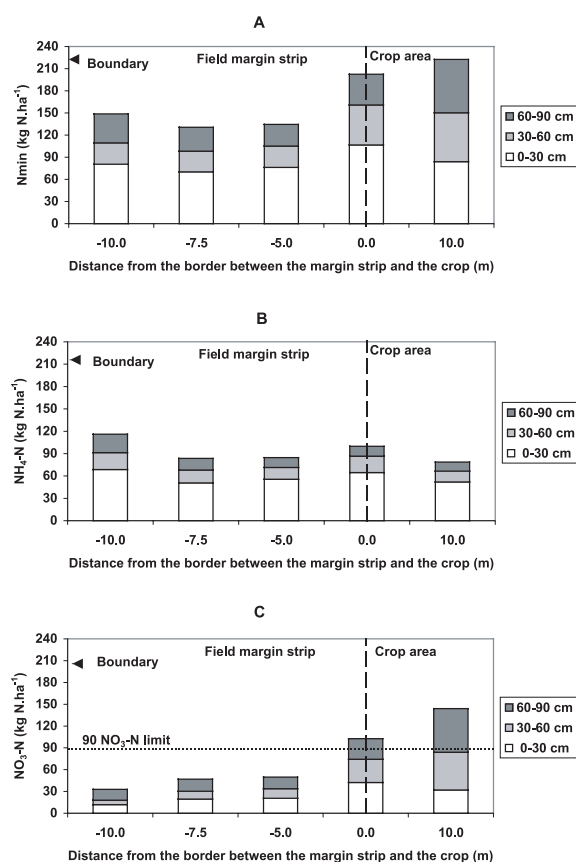 A
240
210
180
150
120
90
60
30
0
Nmin (kg N.ha⁻¹)
Boundary
Field margin strip
Crop area
60-90 cm
30-60 cm
0-30 cm
-10.0 -7.5 -5.0 0.0 10.0
Distance from the border between the margin strip and the crop (m)
B
240
210
180
150
120
90
60
30
0
NH₄-N (kg N.ha⁻¹)
Boundary
Field margin strip
Crop area
60-90 cm
30-60 cm
0-30 cm
-10.0 -7.5 -5.0 0.0 10.0
Distance from the border between the margin strip and the crop (m)
C
240
210
180
150
120
90
60
30
0
NO₃-N (kg N.ha⁻¹)
Boundary
Field margin strip
Crop area
90 NO₃-N limit
60-90 cm
30-60 cm
0-30 cm
-10.0 -7.5 -5.0 0.0 10.0
Distance from the border between the margin strip and the crop (m)